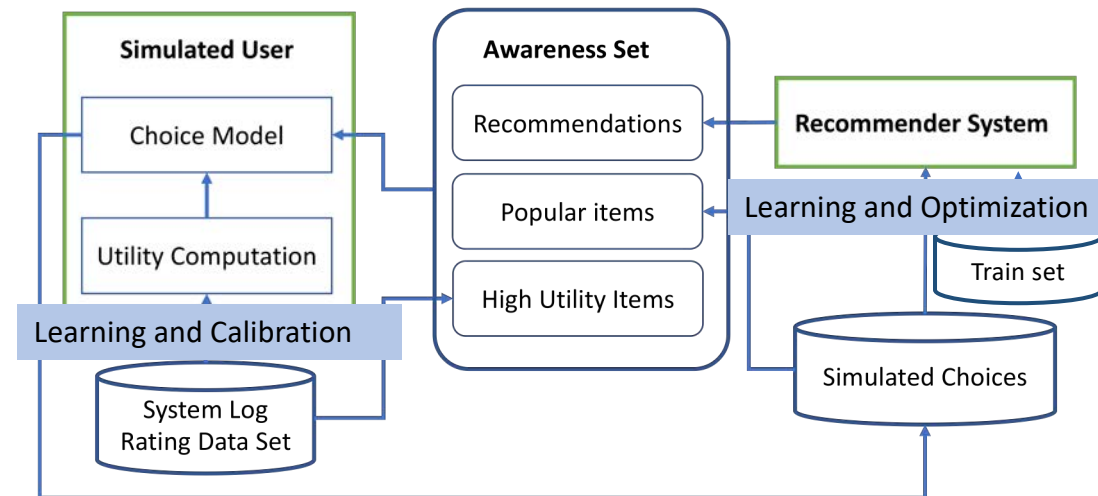 Simulated User
Choice Model
Utility Computation
Learning and Calibration
System Log
Rating Data Set
Awareness Set
Recommendations
Popular items
High Utility Items
Recommender System
Learning and Optimization
Train set
Simulated Choices